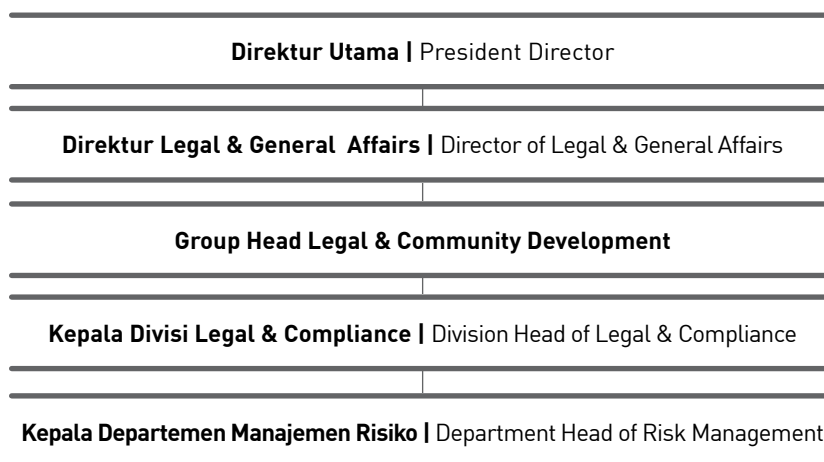 Direktur Utama | President Director
Direktur Legal & General Affairs | Director of Legal & General Affairs
Group Head Legal & Community Development
Kepala Divisi Legal & Compliance | Division Head of Legal & Compliance
Kepala Departemen Manajemen Risiko | Department Head of Risk Management